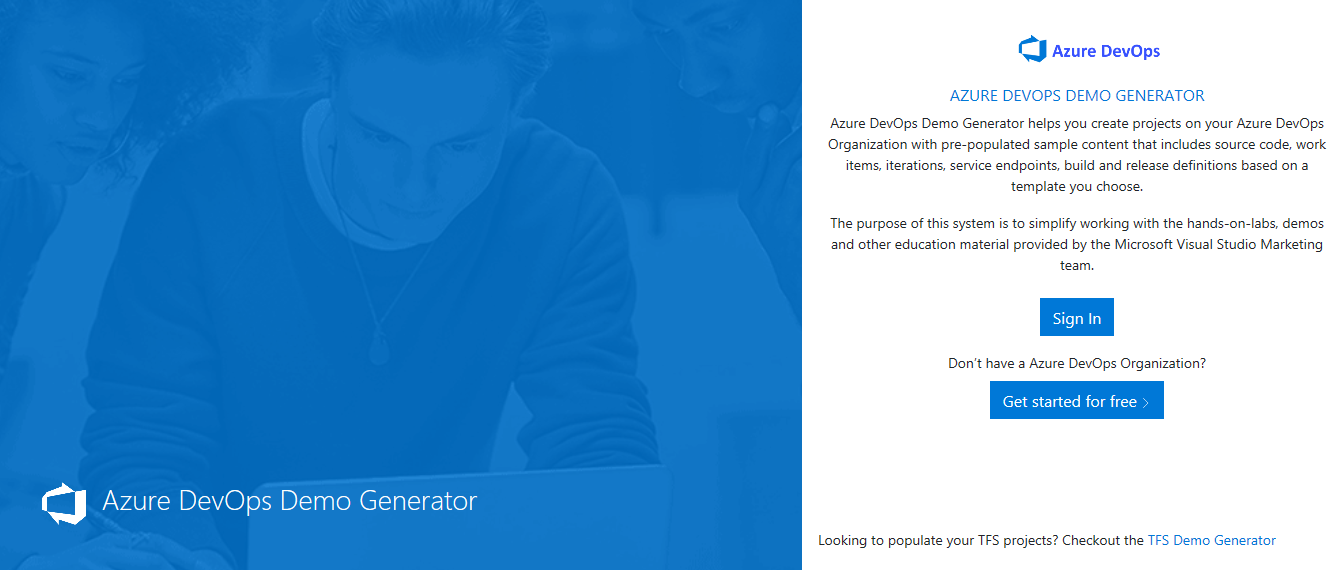 Azure DevOps Demo Generator
Azure DevOps
AZURE DEVOPS DEMO GENERATOR
Azure DevOps Demo Generator helps you create projects on your Azure DevOps
Organization with pre-populated sample content that includes source code, work
items, iterations, service endpoints, build and release definitions based on a
template you choose.
The purpose of this system is to simplify working with the hands-on-labs, demos
and other education material provided by the Microsoft Visual Studio Marketing
team.
Sign In
Don't have a Azure DevOps Organization?
Get started for free >
Looking to populate your TFS projects? Checkout the TFS Demo Generator